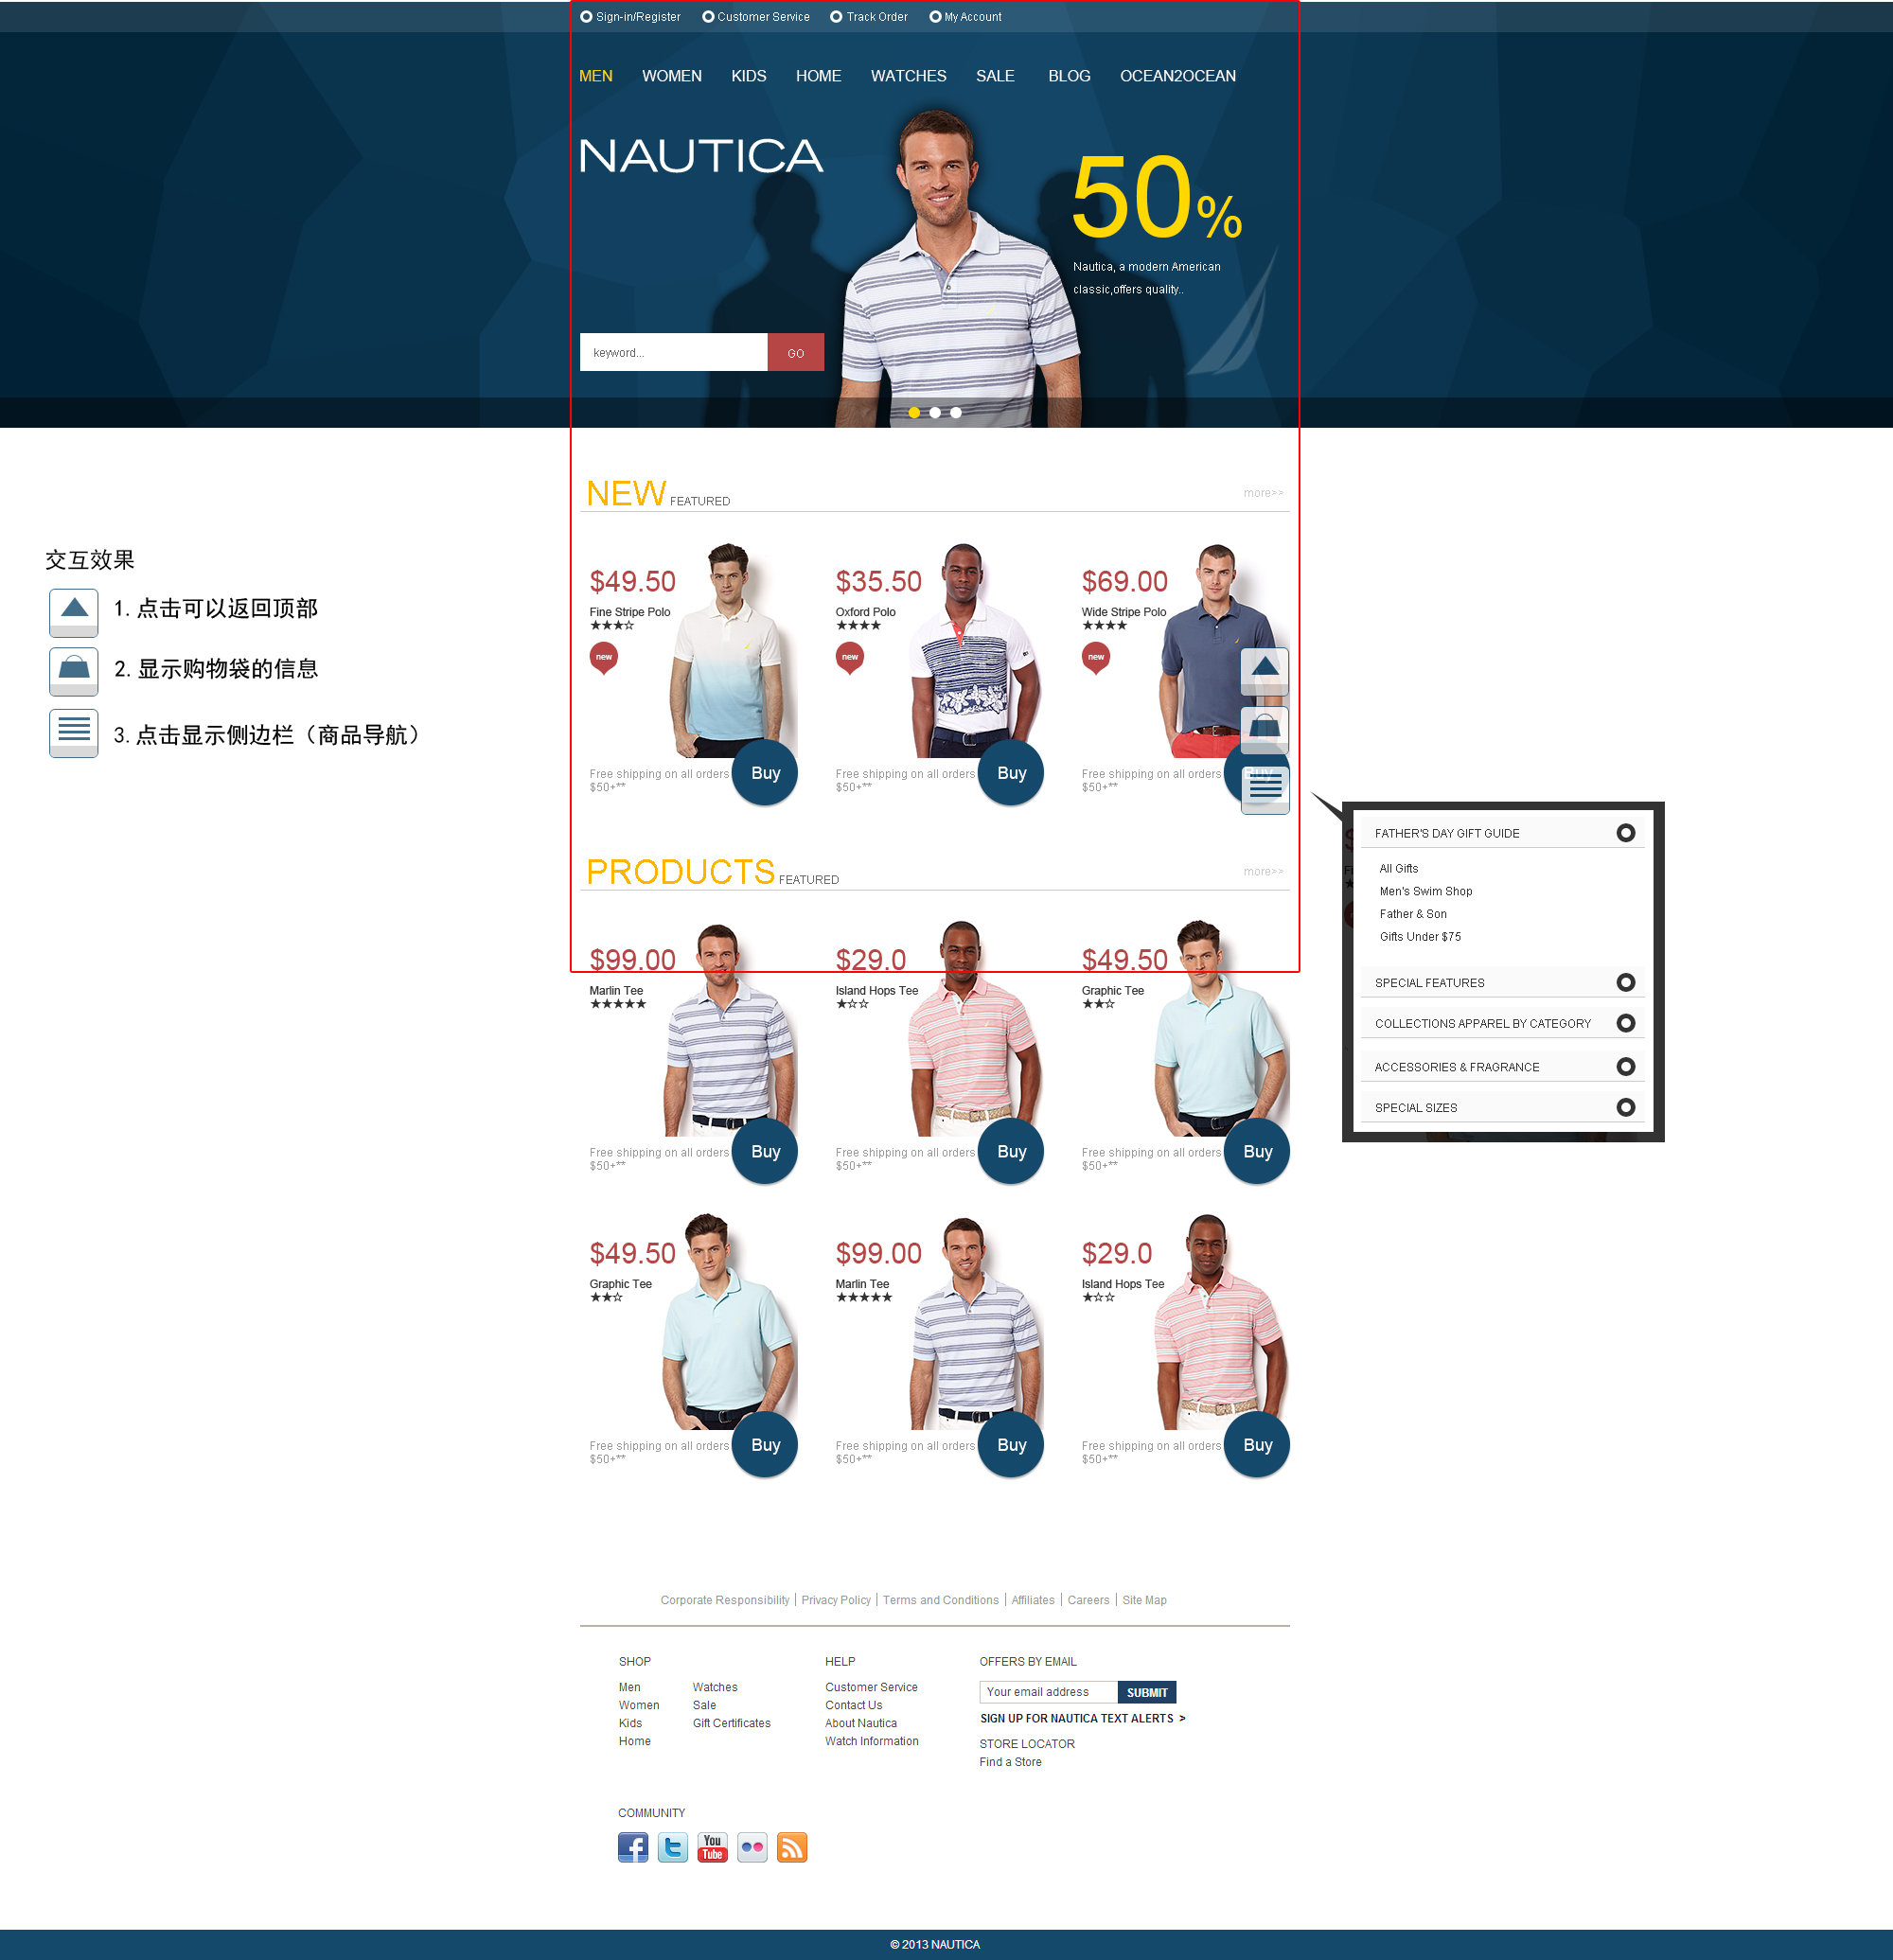 Sign-in/Register Customer Service Track Order My Account
MEN WOMEN KIDS HOME WATCHES SALE BLOG OCEAN2OCEAN
NAUTICA
50%
Nautica, a modern American
classic,offers quality..
keyword... GO
NEW FEATURED more>>
交互效果
1. 点击可以返回顶部
2. 显示购物袋的信息
3. 点击显示侧边栏（商品导航）
$49.50
Fine Stripe Polo
★★★☆
new
Free shipping on all orders
$50+**
Buy
$35.50
Oxford Polo
★★★★
new
Free shipping on all orders
$50+**
Buy
$69.00
Wide Stripe Polo
★★★★
new
Free shipping on all orders
$50+**
Buy
FATHER'S DAY GIFT GUIDE
All Gifts
Men's Swim Shop
Father & Son
Gifts Under $75
SPECIAL FEATURES
COLLECTIONS APPAREL BY CATEGORY
ACCESSORIES & FRAGRANCE
SPECIAL SIZES
PRODUCTS FEATURED more>>
$99.00
Marlin Tee
★★★★★
Free shipping on all orders
$50+**
Buy
$29.0
Island Hops Tee
★☆☆
Free shipping on all orders
$50+**
Buy
$49.50
Graphic Tee
★★☆
Free shipping on all orders
$50+**
Buy
$49.50
Graphic Tee
★★☆
Free shipping on all orders
$50+**
Buy
$99.00
Marlin Tee
★★★★★
Free shipping on all orders
$50+**
Buy
$29.0
Island Hops Tee
★☆☆
Free shipping on all orders
$50+**
Buy
Corporate Responsibility | Privacy Policy | Terms and Conditions | Affiliates | Careers | Site Map
SHOP
Men
Women
Kids
Home
Watches
Sale
Gift Certificates
HELP
Customer Service
Contact Us
About Nautica
Watch Information
OFFERS BY EMAIL
Your email address SUBMIT
SIGN UP FOR NAUTICA TEXT ALERTS >
STORE LOCATOR
Find a Store
COMMUNITY
You
Tube
© 2013 NAUTICA